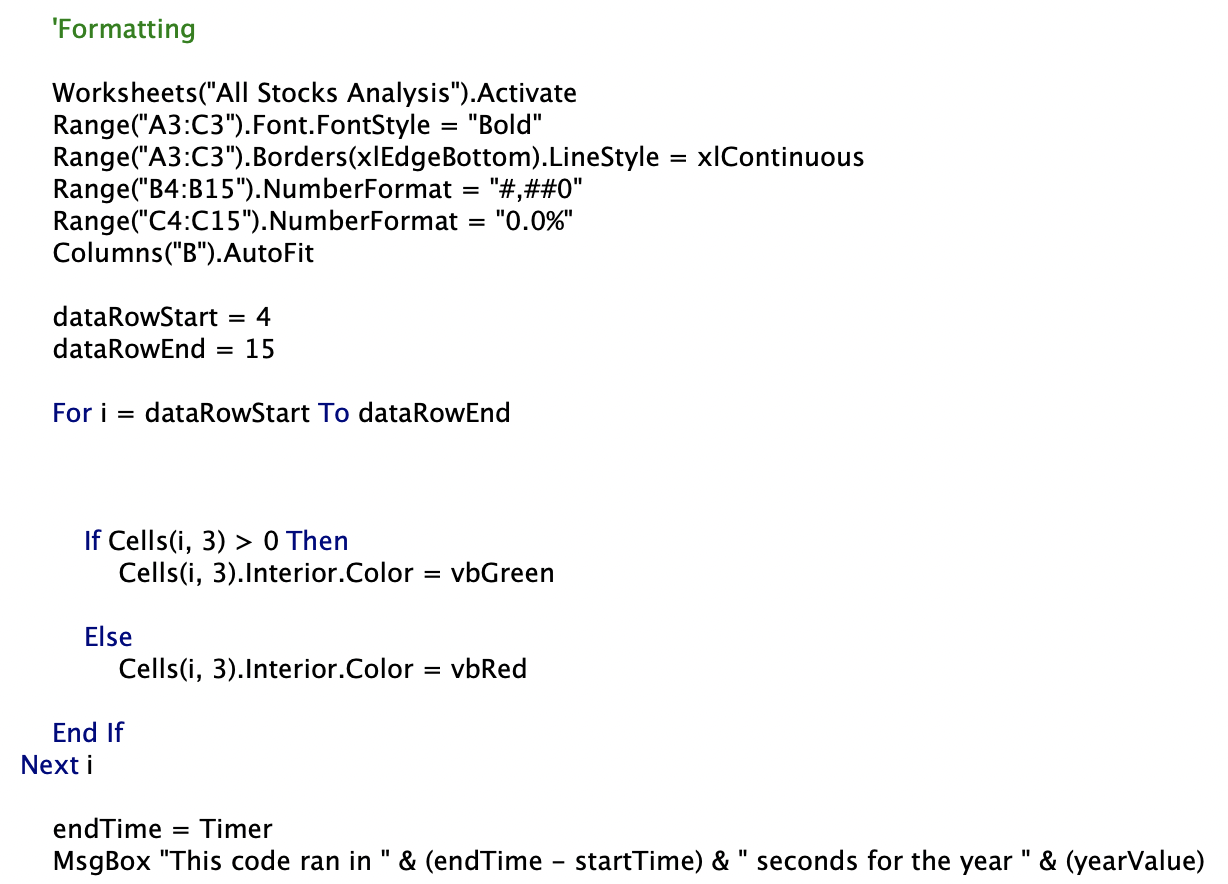 'Formatting
Worksheets("All Stocks Analysis").Activate
Range("A3:C3").Font.FontStyle = "Bold"
Range("A3:C3").Borders(xlEdgeBottom).LineStyle = xlContinuous
Range("B4:B15").NumberFormat = "#,##0"
Range("C4:C15").NumberFormat = "0.0%"
Columns("B").AutoFit
dataRowStart = 4
dataRowEnd = 15
For i = dataRowStart To dataRowEnd
If Cells(i, 3) > 0 Then
Cells(i, 3).Interior.Color = vbGreen
Else
Cells(i, 3).Interior.Color = vbRed
End If
Next i
endTime = Timer
MsgBox "This code ran in " & (endTime - startTime) & " seconds for the year " & (yearValue)